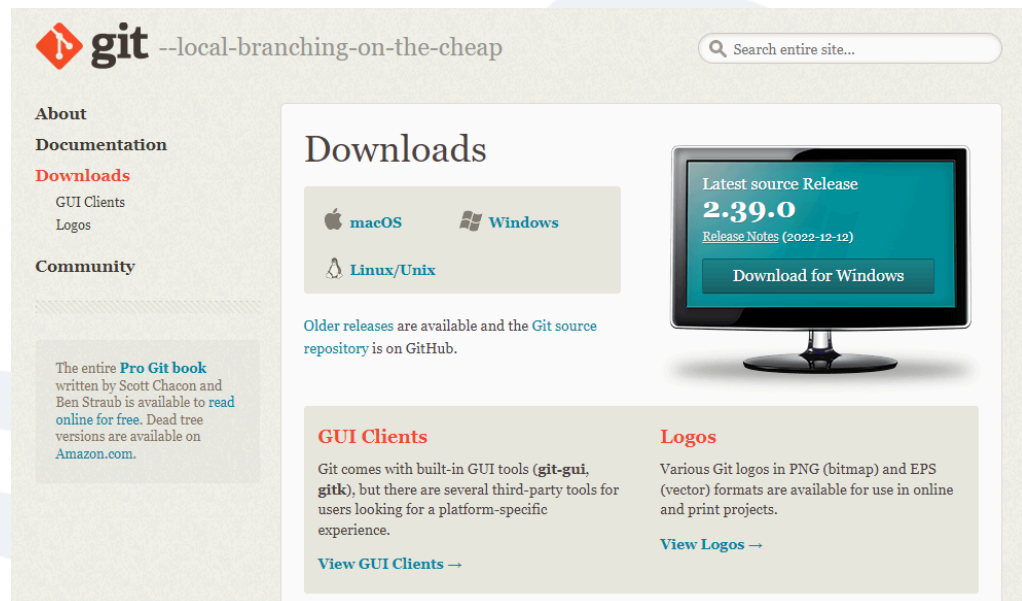 git --local-branching-on-the-cheap
Search entire site...
About
Documentation
Downloads
GUI Clients
Logos
Community
The entire Pro Git book
written by Scott Chacon and
Ben Straub is available to read
online for free. Dead tree
versions are available on
Amazon.com.
Downloads
macOS
Windows
Linux/Unix
Older releases are available and the Git source
repository is on GitHub.
Latest source Release
2.39.0
Release Notes (2022-12-12)
Download for Windows
GUI Clients
Git comes with built-in GUI tools (git-gui,
gitk), but there are several third-party tools for
users looking for a platform-specific
experience.
View GUI Clients →
Logos
Various Git logos in PNG (bitmap) and EPS
(vector) formats are available for use in online
and print projects.
View Logos →